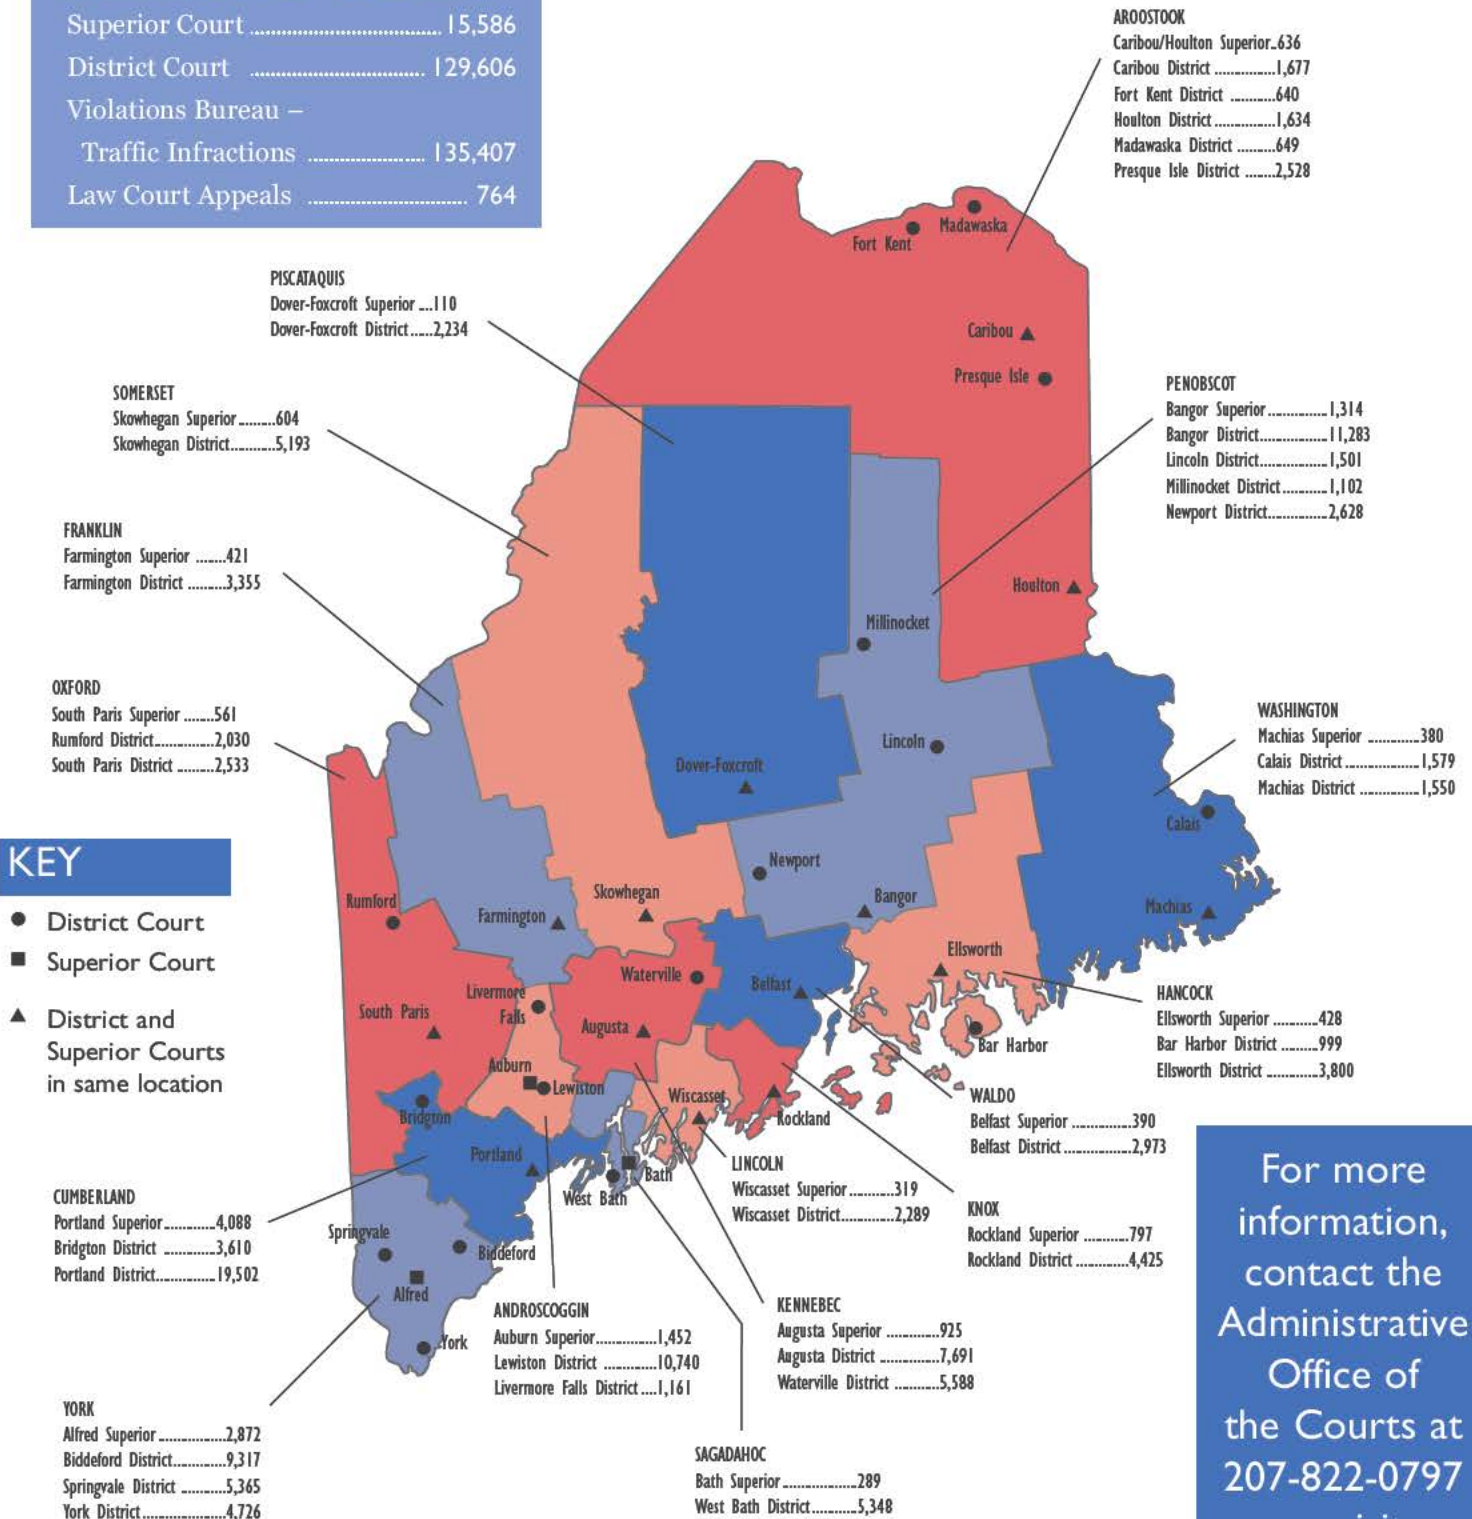 Superior Court ........ 15,586
District Court ........ 129,606
Violations Bureau –
Traffic Infractions ........ 135,407
Law Court Appeals ........ 764
AROOSTOOK
Caribou/Houlton Superior..636
Caribou District ........1,677
Fort Kent District ........640
Houlton District ........1,634
Madawaska District ........649
Presque Isle District ........2,528
PISCATAQUIS
Dover-Foxcroft Superior ....110
Dover-Foxcroft District ......2,234
SOMERSET
Skowhegan Superior ........604
Skowhegan District ........5,193
FRANKLIN
Farmington Superior ........421
Farmington District ........3,355
OXFORD
South Paris Superior ........561
Rumford District ........2,030
South Paris District ........2,533
PENOBSCOT
Bangor Superior ........1,314
Bangor District ........11,283
Lincoln District ........1,501
Millinocket District ........1,102
Newport District ........2,628
WASHINGTON
Machias Superior ........380
Calais District ........1,579
Machias District ........1,550
KEY
District Court
Superior Court
District and
Superior Courts
in same location
Fort Kent
Madawaska
Caribou
Presque Isle
Houlton
Millinocket
Lincoln
Dover-Foxcroft
Calais
Newport
Skowhegan
Bangor
Rumford
Farmington
Machias
Ellsworth
Waterville
Belfast
Livermore
Falls
South Paris
Augusta
Bar Harbor
Auburn
Lewiston
Wiscasset
Bridgton
Rockland
Portland
Bath
West Bath
Springvale
Biddeford
Alfred
York
HANCOCK
Ellsworth Superior ........428
Bar Harbor District ........999
Ellsworth District ........3,800
WALDO
Belfast Superior ........390
Belfast District ........2,973
LINCOLN
Wiscasset Superior ........319
Wiscasset District ........2,289
KNOX
Rockland Superior ........797
Rockland District ........4,425
CUMBERLAND
Portland Superior ........4,088
Bridgton District ........3,610
Portland District ........19,502
ANDROSCOGGIN
Auburn Superior ........1,452
Lewiston District ........10,740
Livermore Falls District ....1,161
KENNEBEC
Augusta Superior ........925
Augusta District ........7,691
Waterville District ........5,588
YORK
Alfred Superior ........2,872
Biddeford District ........9,317
Springvale District ........5,365
York District ........4,726
SAGADAHOC
Bath Superior ........289
West Bath District ........5,348
For more
information,
contact the
Administrative
Office of
the Courts at
207-822-0797